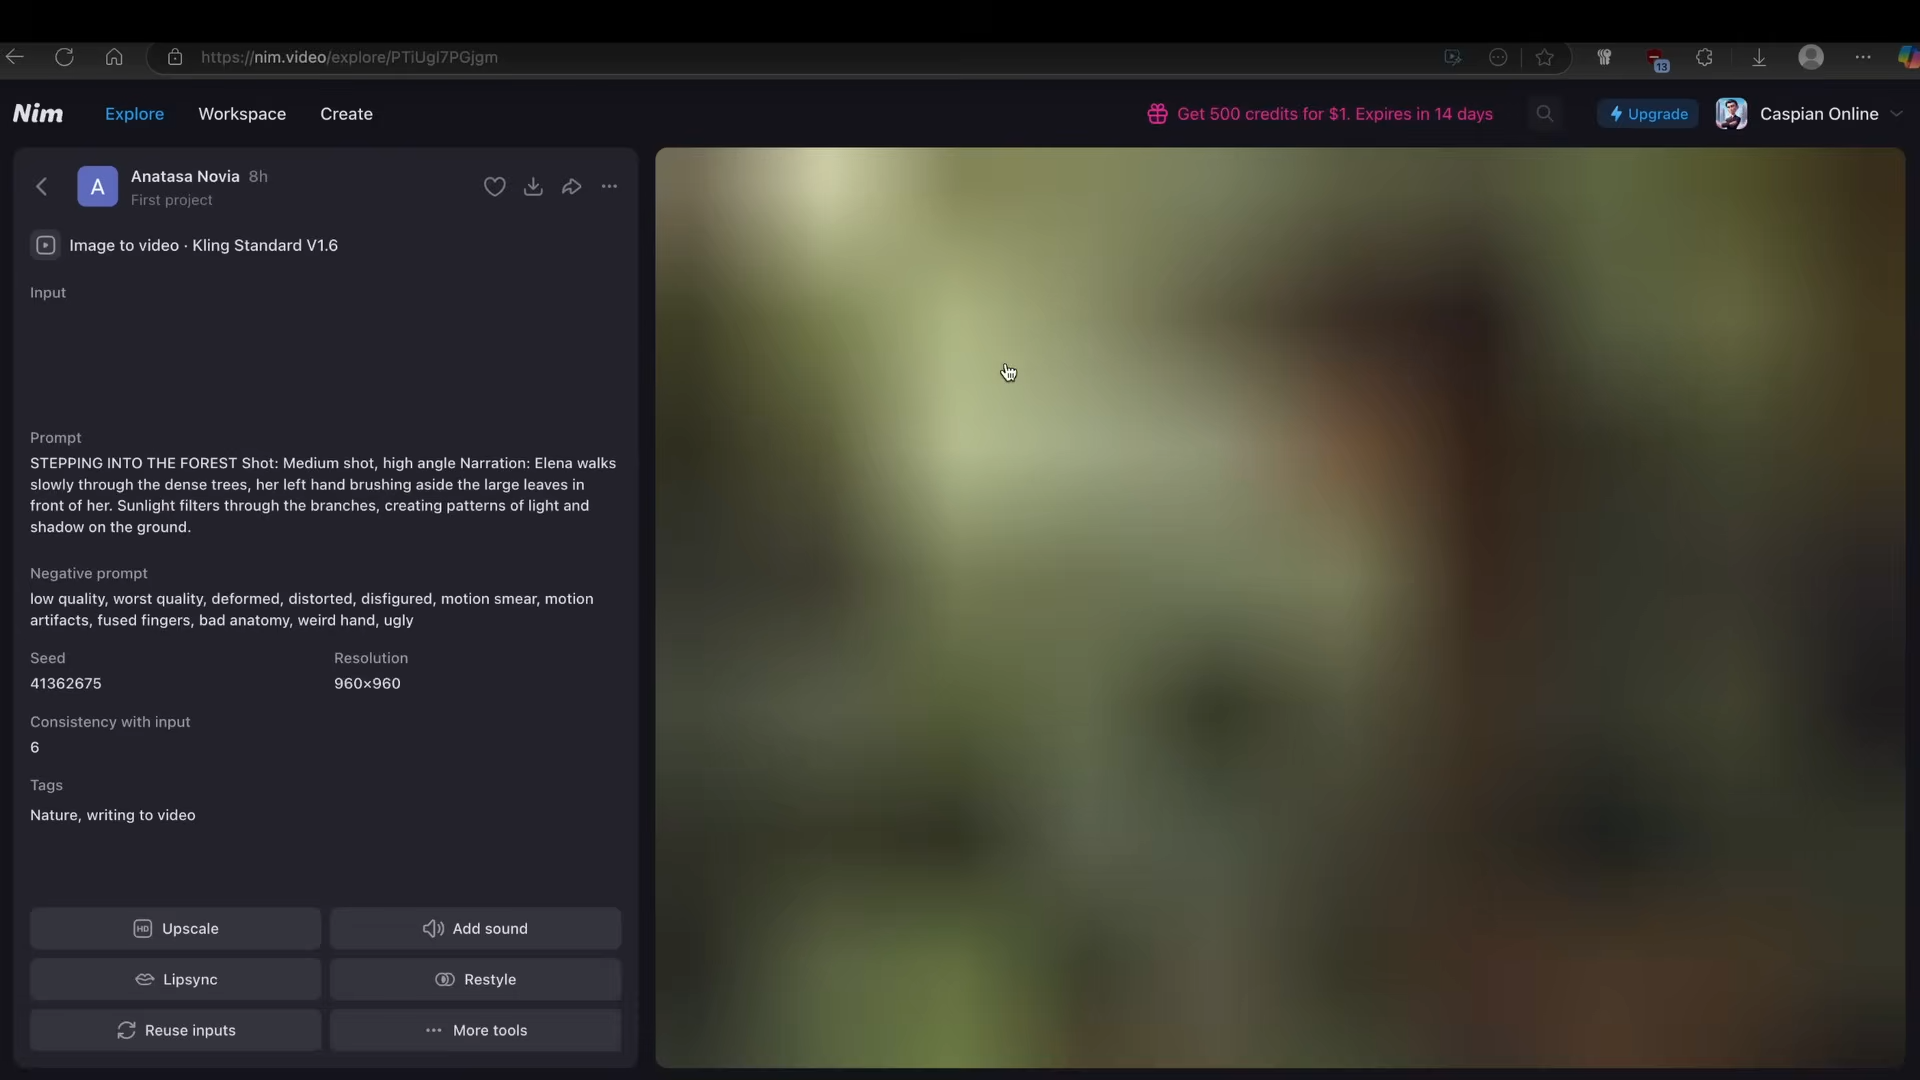 https://nim.video/explore/PTiUgl7PGjgm
13
Nim
Explore
Workspace
Create
Get 500 credits for $1. Expires in 14 days
Upgrade
Caspian Online
A
Anatasa Novia 8h
First project
Image to video · Kling Standard V1.6
Input
Prompt
STEPPING INTO THE FOREST Shot: Medium shot, high angle Narration: Elena walks
slowly through the dense trees, her left hand brushing aside the large leaves in
front of her. Sunlight filters through the branches, creating patterns of light and
shadow on the ground.
Negative prompt
low quality, worst quality, deformed, distorted, disfigured, motion smear, motion
artifacts, fused fingers, bad anatomy, weird hand, ugly
Seed
Resolution
41362675
960×960
Consistency with input
6
Tags
Nature, writing to video
HD Upscale
Add sound
Lipsync
Restyle
Reuse inputs
More tools